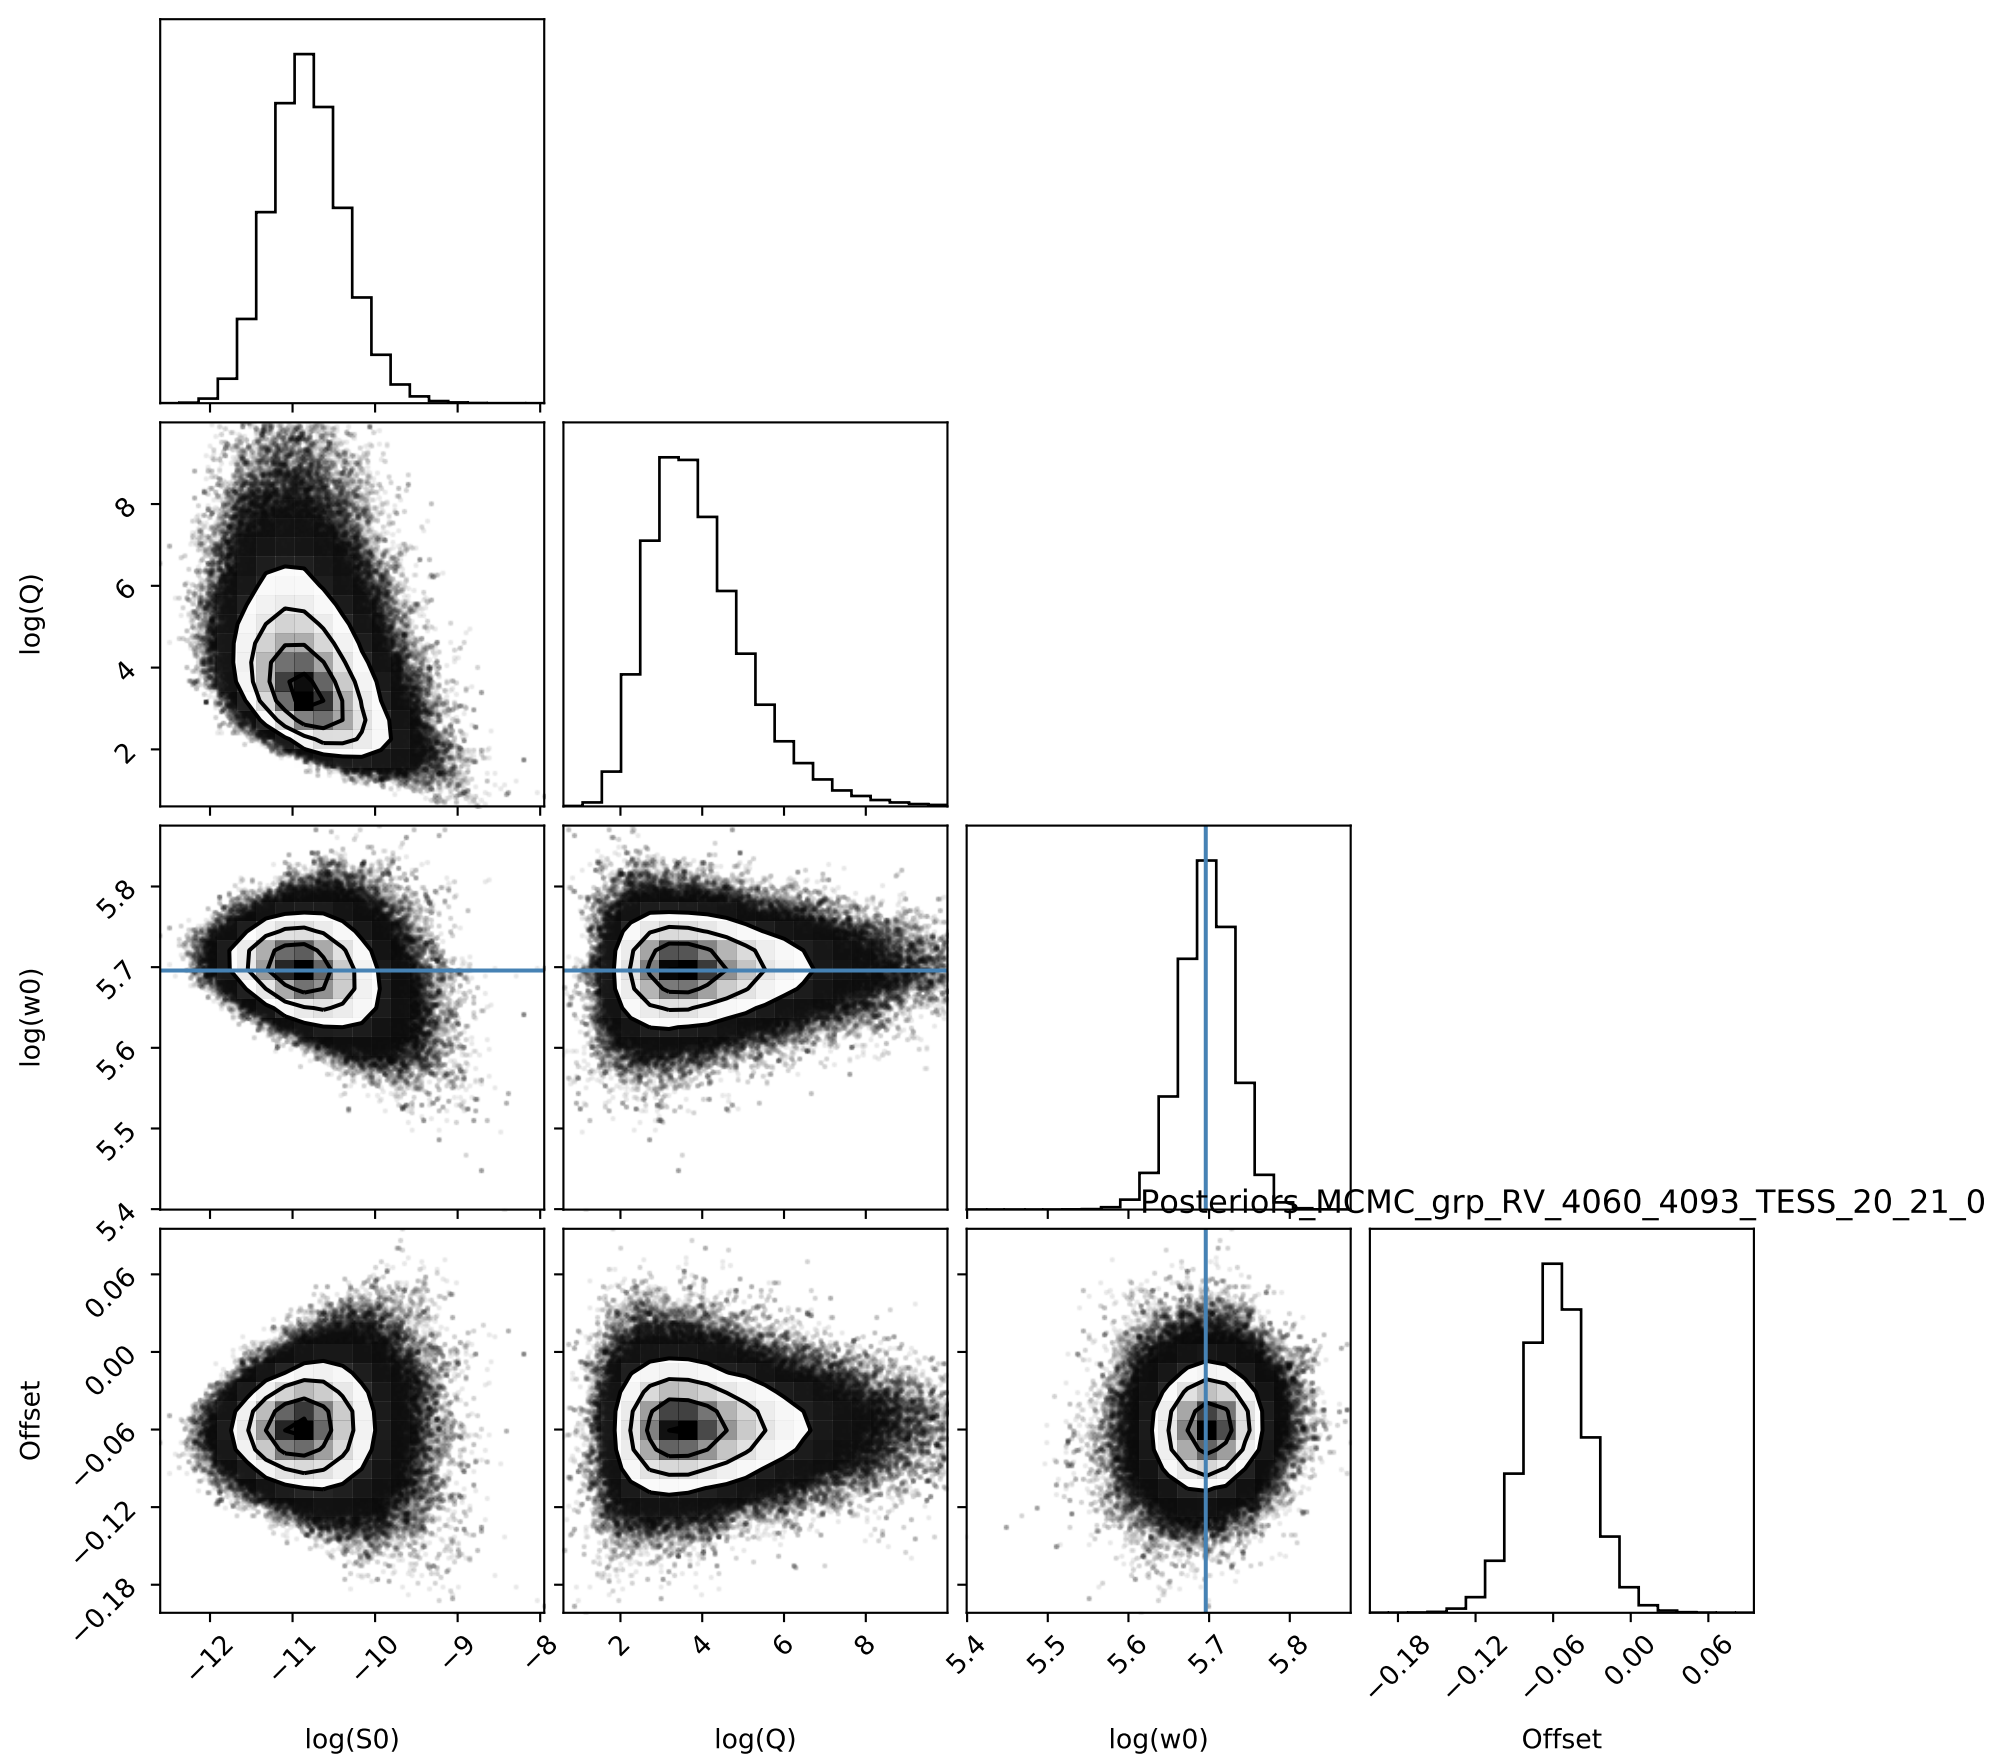 log(Q)
8
6
4
2
log(w0)
5.8
5.7
5.6
5.5
5.4
Posteriors_MCMC_grp_RV_4060_4093_TESS_20_21_0
Offset
0.06
0.00
−0.06
−0.12
−0.18
−12 −11 −10 −9 −8
2 4 6 8
5.4 5.5 5.6 5.7 5.8
−0.18 −0.12 −0.06 0.00 0.06
log(S0) log(Q) log(w0) Offset